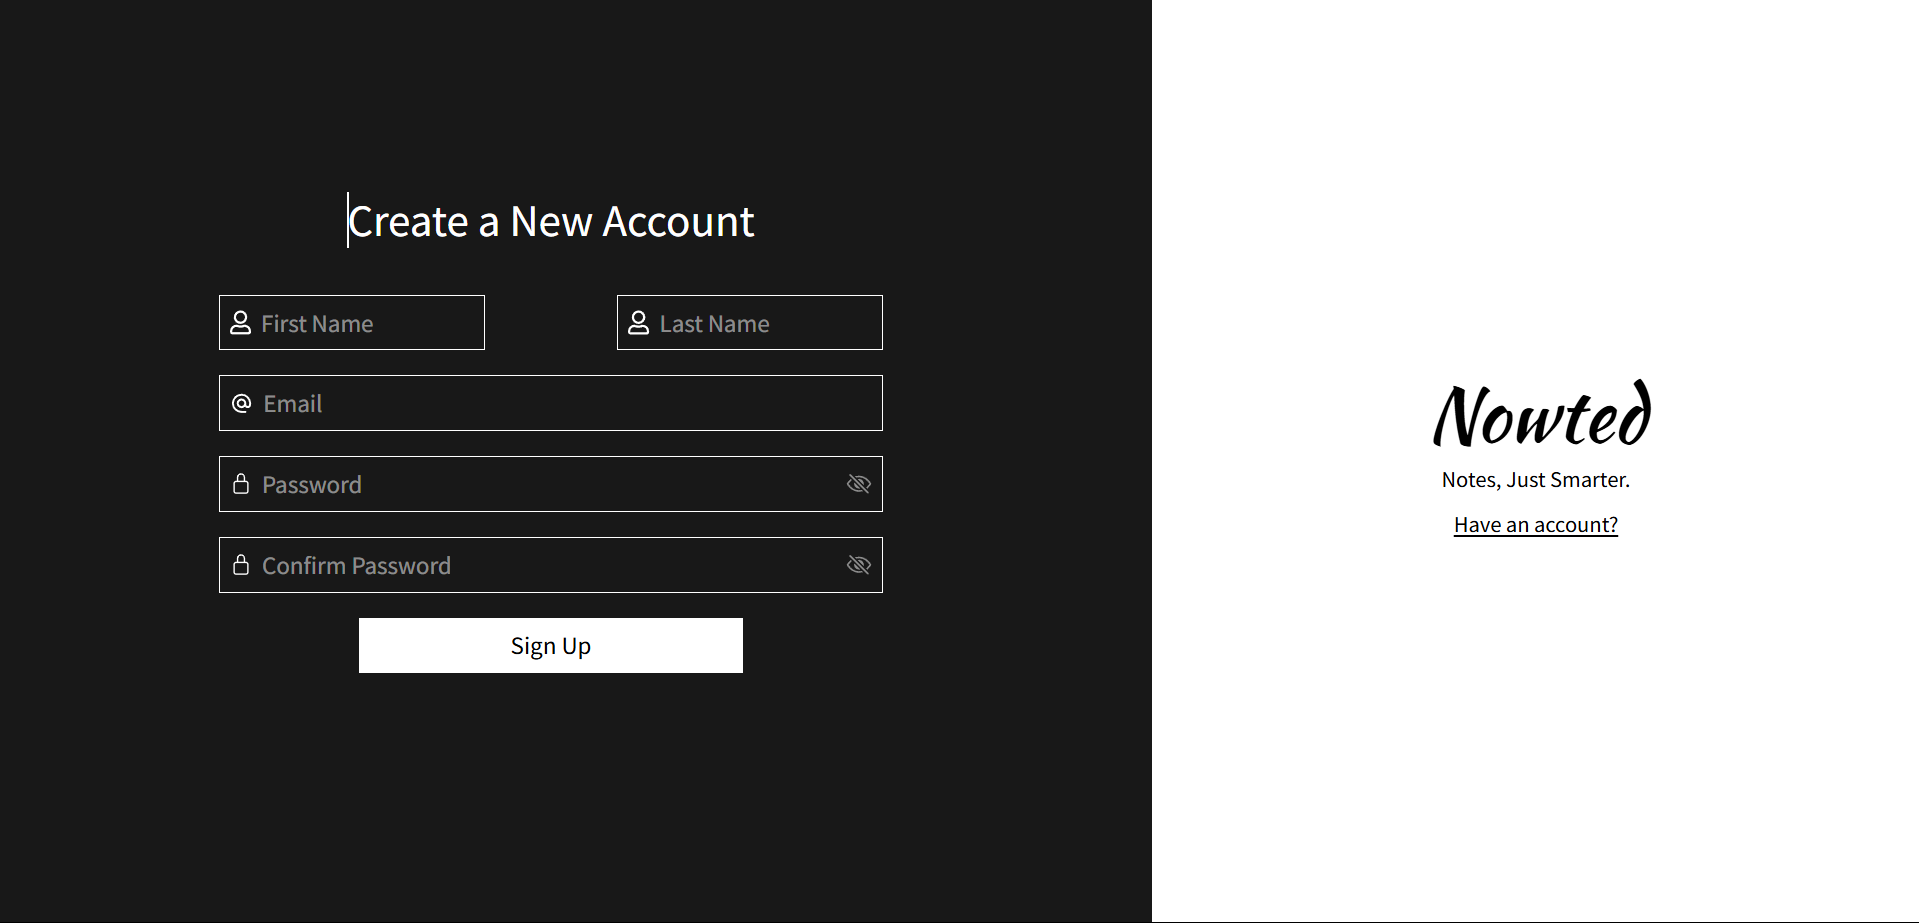 Create a New Account
First Name
Last Name
Email
Password
Confirm Password
Sign Up
Nowted
Notes, Just Smarter.
Have an account?